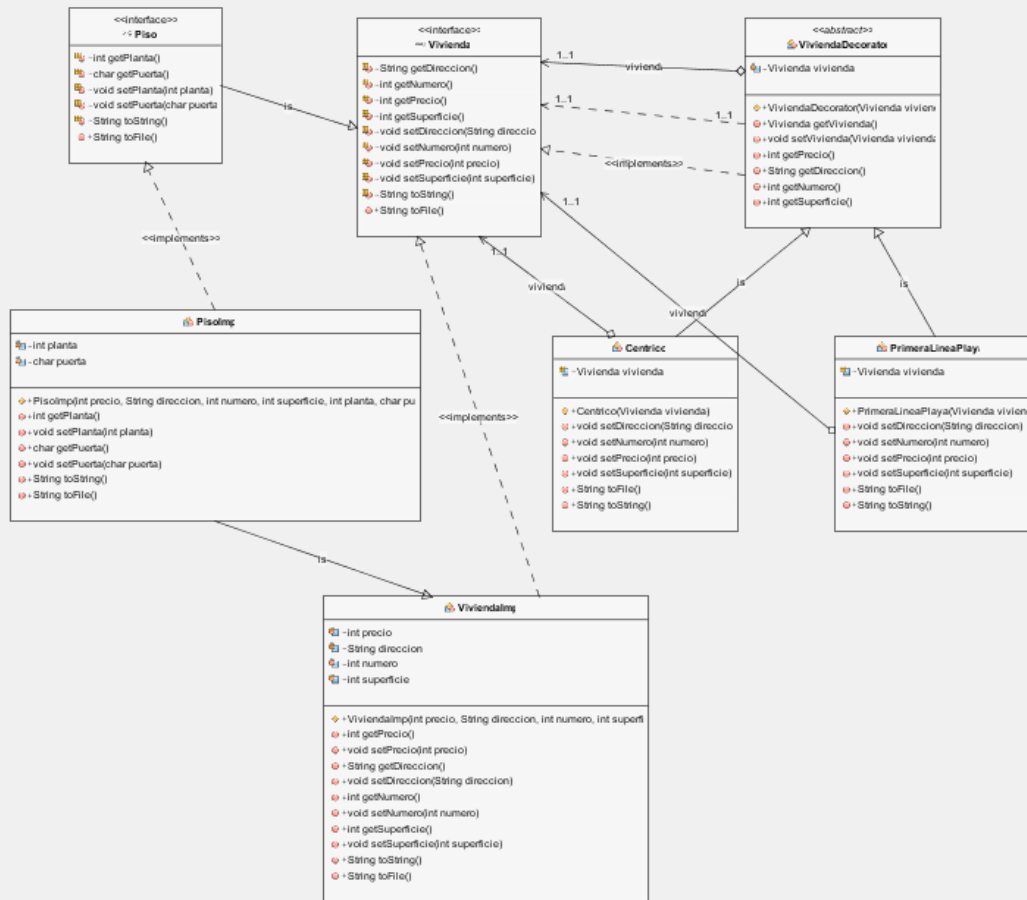 <<interface>>
Piso
-int getPlanta()
-char getPuerta()
-void setPlanta(int planta)
-void setPuerta(char puerta
-String toString()
+String toFile()
<<interface>>
Vivienda
-String getDireccion()
-int getNumero()
-int getPrecio()
-int getSuperficie()
-void setDireccion(String direccio
-void setNumero(int numero)
-void setPrecio(int precio)
-void setSuperficie(int superficie)
-String toString()
+String toFile()
<<abstract>>
ViviendaDecorato
-Vivienda vivienda
+ViviendaDecorator(Vivienda vivien
+Vivienda getVivienda()
+void setVivienda(Vivienda vivienda
+int getPrecio()
+String getDireccion()
+int getNumero()
+int getSuperficie()
is
1..1
viviend
1..1
1..1
<<implements>>
1..1
1..1
viviend
viviend
is
is
<<implements>>
<<implements>>
PisoImp
-int planta
-char puerta
+PisoImp(int precio, String direccion, int numero, int superficie, int planta, char pu
+int getPlanta()
+void setPlanta(int planta)
+char getPuerta()
+void setPuerta(char puerta)
+String toString()
+String toFile()
Centrico
-Vivienda vivienda
+Centrico(Vivienda vivienda)
+void setDireccion(String direccio
+void setNumero(int numero)
+void setPrecio(int precio)
+void setSuperficie(int superficie)
+String toFile()
+String toString()
PrimeraLineaPlay
-Vivienda vivienda
+PrimeraLineaPlaya(Vivienda vivien
+void setDireccion(String direccion)
+void setNumero(int numero)
+void setPrecio(int precio)
+void setSuperficie(int superficie)
+String toFile()
+String toString()
is
ViviendaImp
-int precio
-String direccion
-int numero
-int superficie
+ViviendaImp(int precio, String direccion, int numero, int superfi
+int getPrecio()
+void setPrecio(int precio)
+String getDireccion()
+void setDireccion(String direccion)
+int getNumero()
+void setNumero(int numero)
+int getSuperficie()
+void setSuperficie(int superficie)
+String toString()
+String toFile()